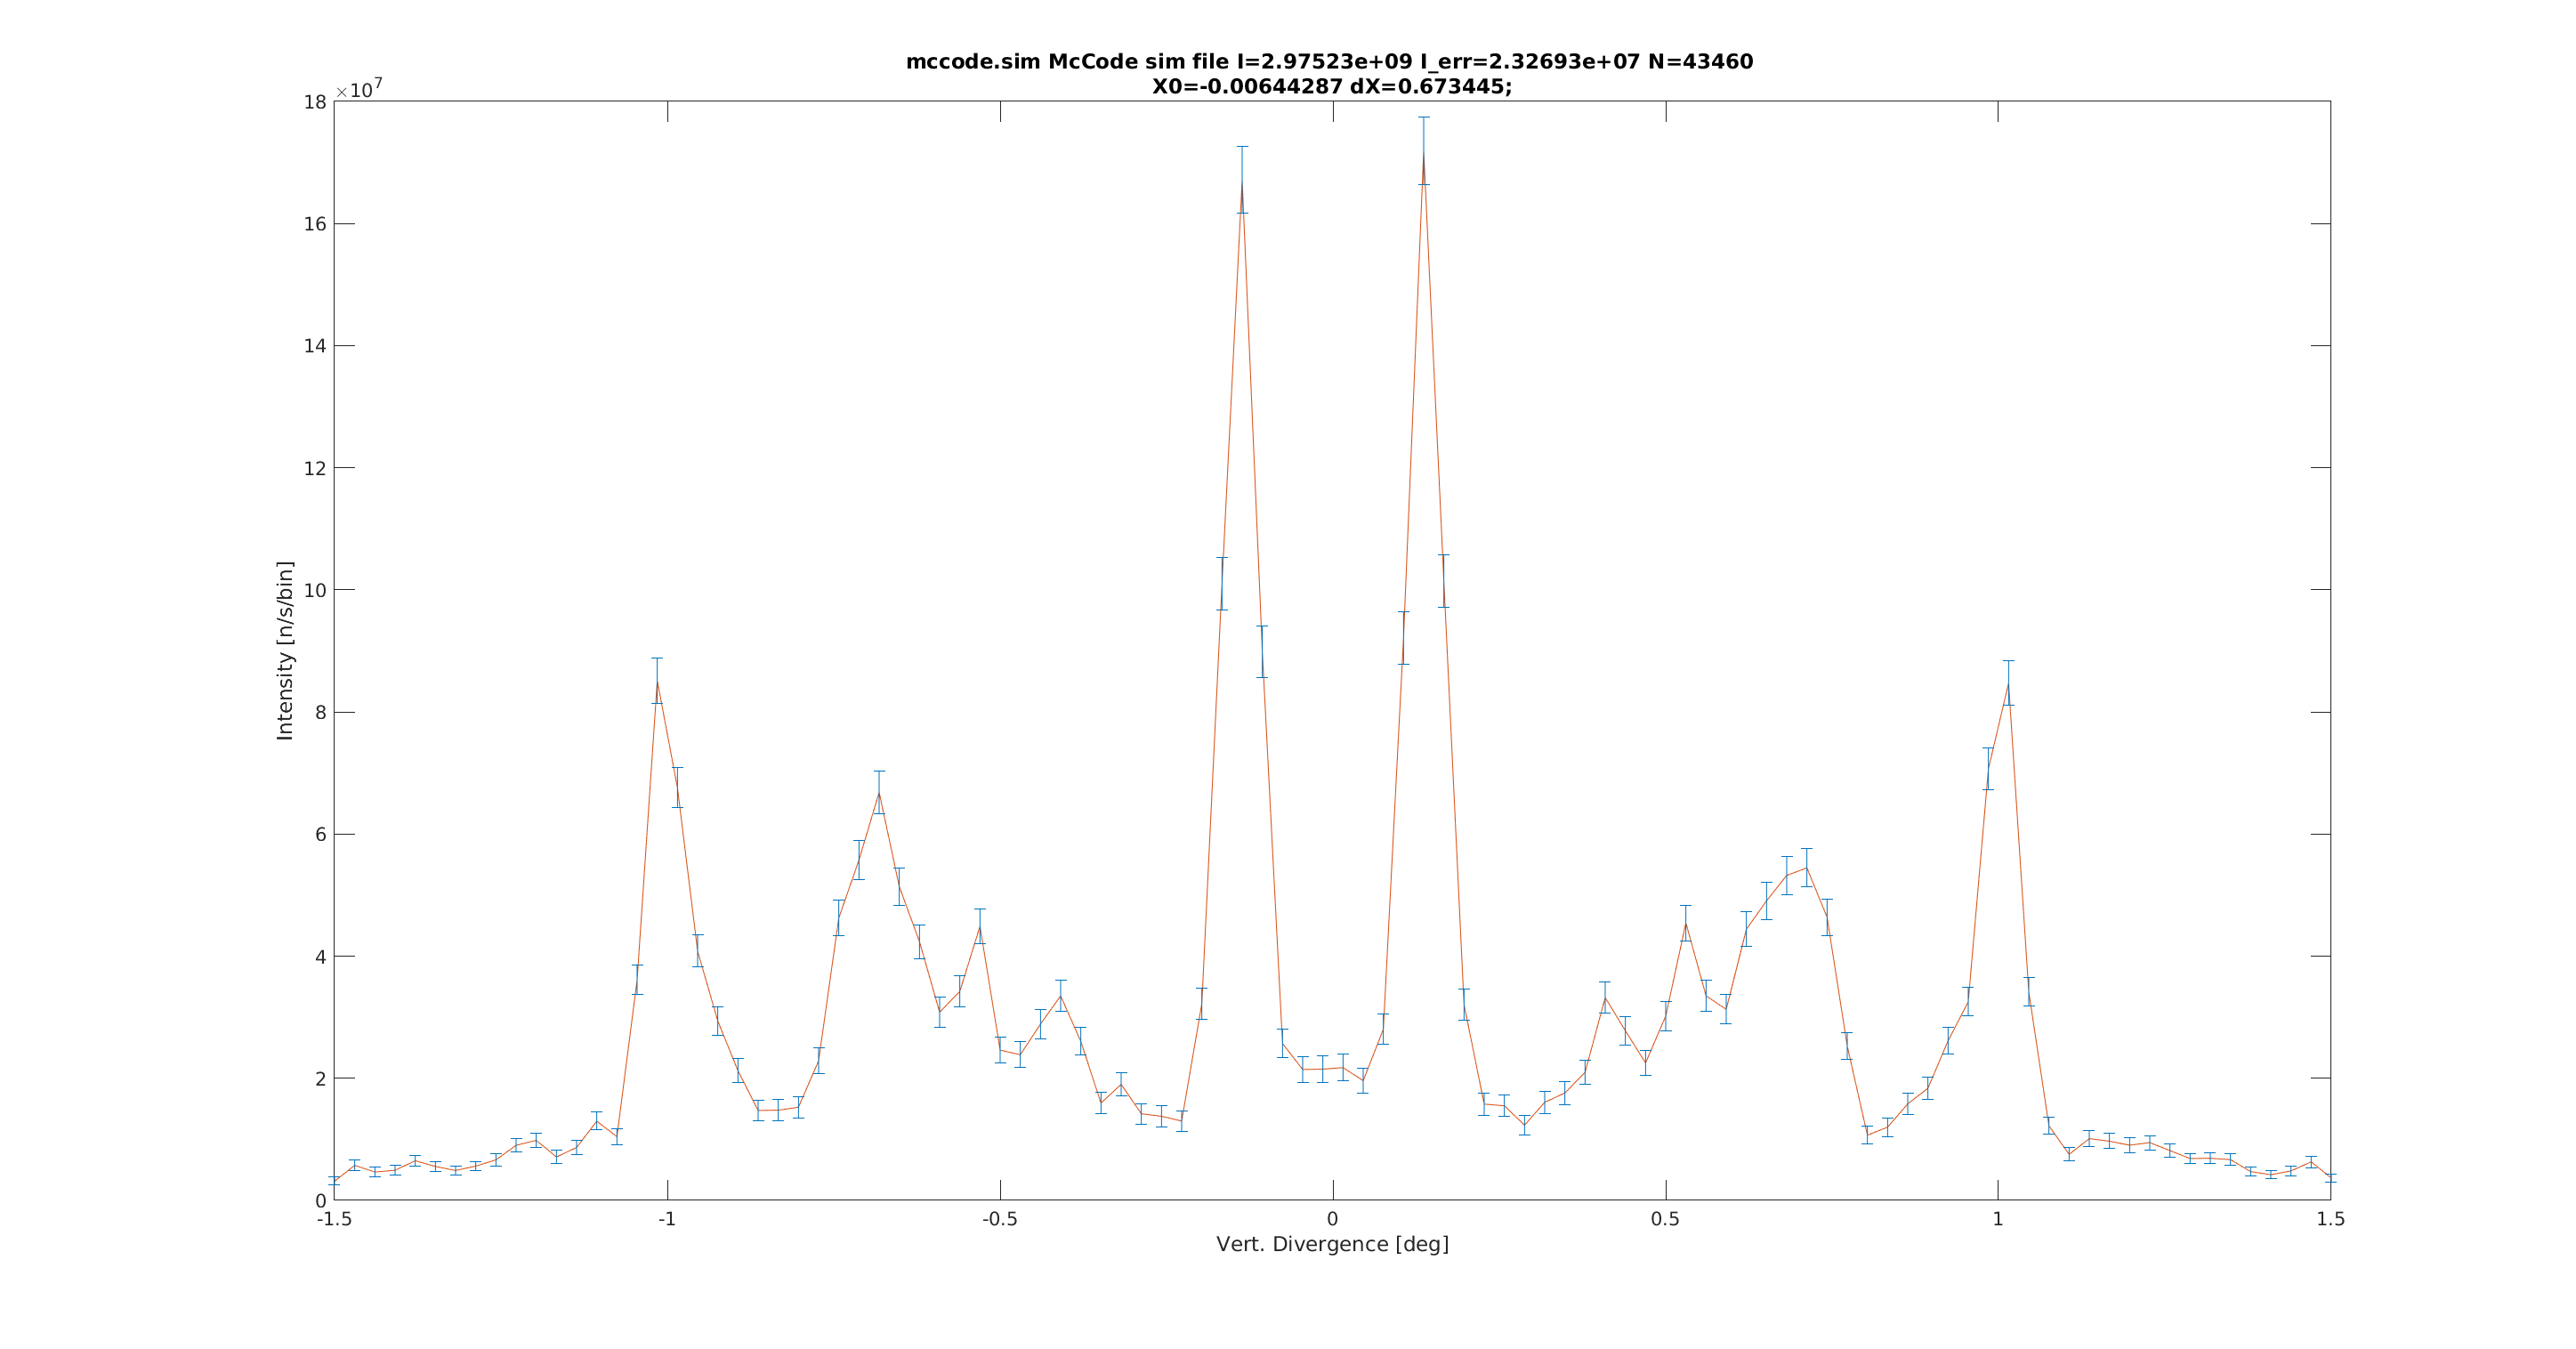 mccode.sim McCode sim file I=2.97523e+09 I_err=2.32693e+07 N=43460
X0=-0.00644287 dX=0.673445;
×10^7
18
16
14
12
10
8
6
4
2
0
Intensity [n/s/bin]
-1.5 -1 -0.5 0 0.5 1 1.5
Vert. Divergence [deg]